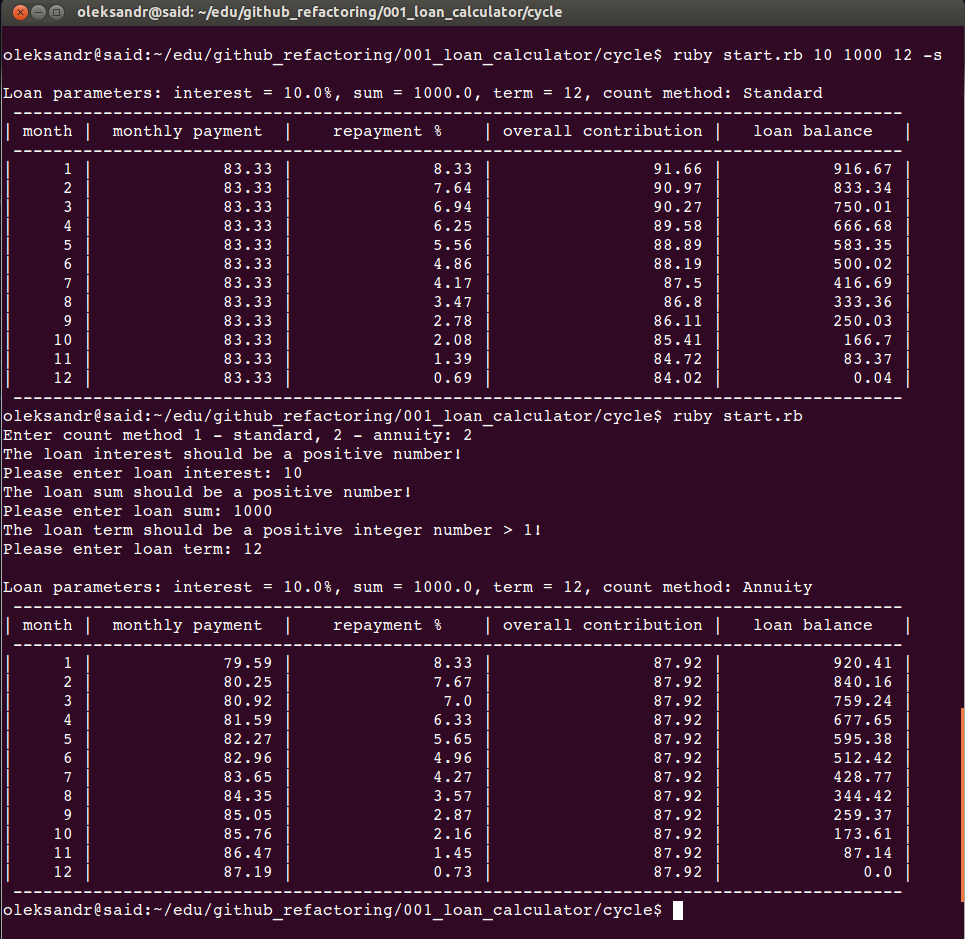 oleksandr@said: ~/edu/github_refactoring/001_loan_calculator/cycle
oleksandr@said:~/edu/github_refactoring/001_loan_calculator/cycle$ ruby start.rb 10 1000 12 -s
Loan parameters: interest = 10.0%, sum = 1000.0, term = 12, count method: Standard
-----------------------------------------------------------------------------------------
| month | monthly payment | repayment % | overall contribution | loan balance |
-----------------------------------------------------------------------------------------
| 1 | 83.33 | 8.33 | 91.66 | 916.67 |
| 2 | 83.33 | 7.64 | 90.97 | 833.34 |
| 3 | 83.33 | 6.94 | 90.27 | 750.01 |
| 4 | 83.33 | 6.25 | 89.58 | 666.68 |
| 5 | 83.33 | 5.56 | 88.89 | 583.35 |
| 6 | 83.33 | 4.86 | 88.19 | 500.02 |
| 7 | 83.33 | 4.17 | 87.5 | 416.69 |
| 8 | 83.33 | 3.47 | 86.8 | 333.36 |
| 9 | 83.33 | 2.78 | 86.11 | 250.03 |
| 10 | 83.33 | 2.08 | 85.41 | 166.7 |
| 11 | 83.33 | 1.39 | 84.72 | 83.37 |
| 12 | 83.33 | 0.69 | 84.02 | 0.04 |
-----------------------------------------------------------------------------------------
oleksandr@said:~/edu/github_refactoring/001_loan_calculator/cycle$ ruby start.rb
Enter count method 1 - standard, 2 - annuity: 2
The loan interest should be a positive number!
Please enter loan interest: 10
The loan sum should be a positive number!
Please enter loan sum: 1000
The loan term should be a positive integer number > 1!
Please enter loan term: 12
Loan parameters: interest = 10.0%, sum = 1000.0, term = 12, count method: Annuity
-----------------------------------------------------------------------------------------
| month | monthly payment | repayment % | overall contribution | loan balance |
-----------------------------------------------------------------------------------------
| 1 | 79.59 | 8.33 | 87.92 | 920.41 |
| 2 | 80.25 | 7.67 | 87.92 | 840.16 |
| 3 | 80.92 | 7.0 | 87.92 | 759.24 |
| 4 | 81.59 | 6.33 | 87.92 | 677.65 |
| 5 | 82.27 | 5.65 | 87.92 | 595.38 |
| 6 | 82.96 | 4.96 | 87.92 | 512.42 |
| 7 | 83.65 | 4.27 | 87.92 | 428.77 |
| 8 | 84.35 | 3.57 | 87.92 | 344.42 |
| 9 | 85.05 | 2.87 | 87.92 | 259.37 |
| 10 | 85.76 | 2.16 | 87.92 | 173.61 |
| 11 | 86.47 | 1.45 | 87.92 | 87.14 |
| 12 | 87.19 | 0.73 | 87.92 | 0.0 |
-----------------------------------------------------------------------------------------
oleksandr@said:~/edu/github_refactoring/001_loan_calculator/cycle$